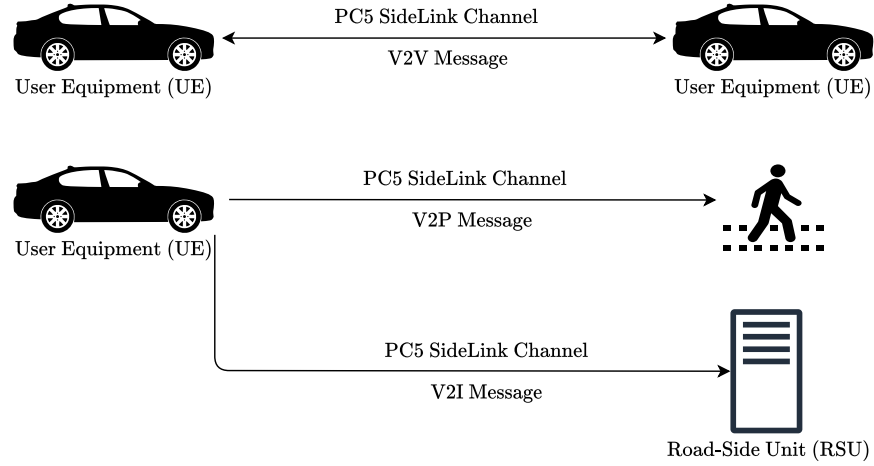 PC5 SideLink Channel
V2V Message
User Equipment (UE)
User Equipment (UE)
PC5 SideLink Channel
V2P Message
User Equipment (UE)
PC5 SideLink Channel
V2I Message
Road-Side Unit (RSU)